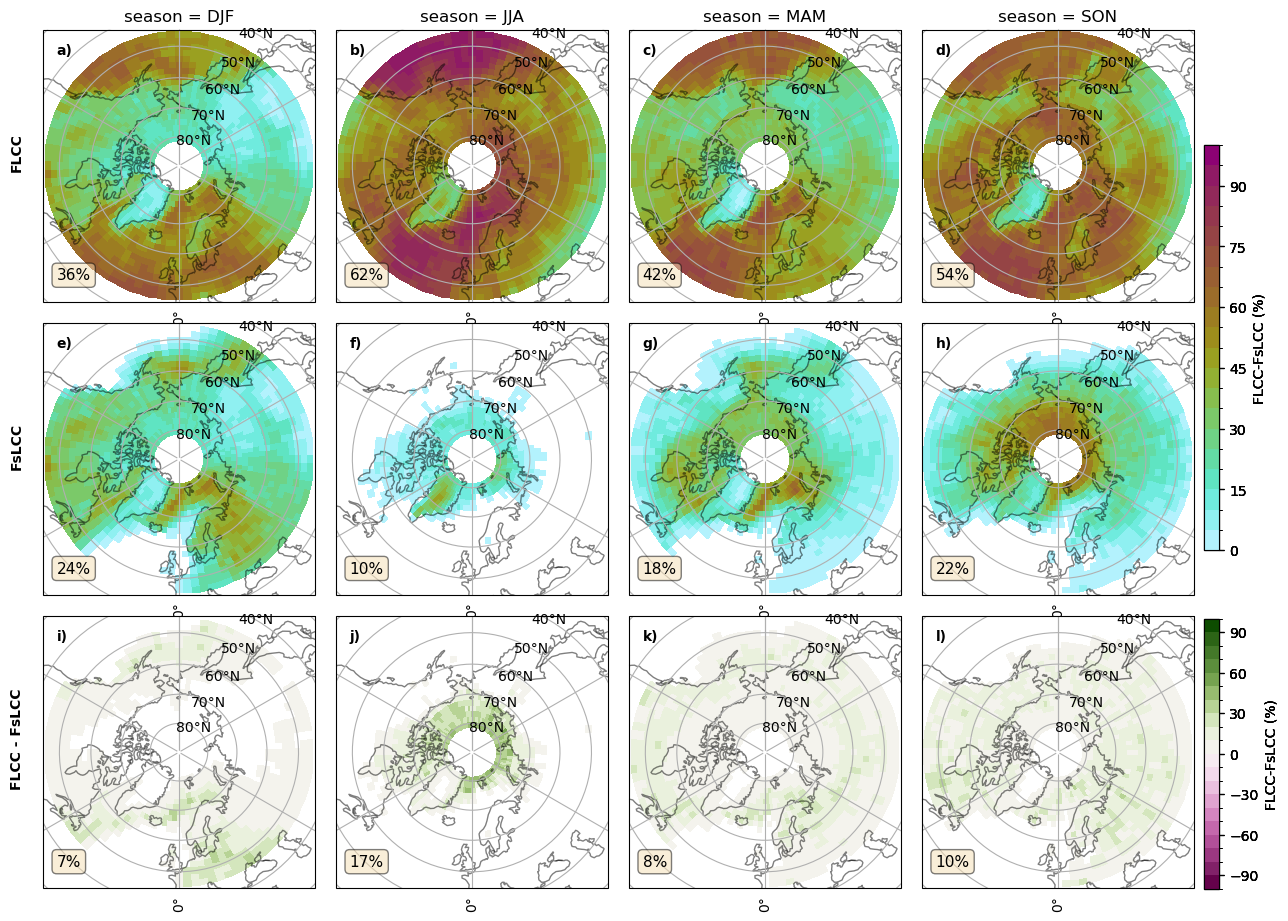 season = DJF
season = JJA
season = MAM
season = SON
FLCC
a)
40°N
50°N
60°N
70°N
80°N
36%
b)
40°N
50°N
60°N
70°N
80°N
62%
c)
40°N
50°N
60°N
70°N
80°N
42%
d)
40°N
50°N
60°N
70°N
80°N
54%
0°
0°
0°
0°
FsLCC
e)
40°N
50°N
60°N
70°N
80°N
24%
f)
40°N
50°N
60°N
70°N
80°N
10%
g)
40°N
50°N
60°N
70°N
80°N
18%
h)
40°N
50°N
60°N
70°N
80°N
22%
0°
0°
0°
0°
90
75
60
45
30
15
0
FLCC-FsLCC (%)
FLCC - FsLCC
i)
40°N
50°N
60°N
70°N
80°N
7%
j)
40°N
50°N
60°N
70°N
80°N
17%
k)
40°N
50°N
60°N
70°N
80°N
8%
l)
40°N
50°N
60°N
70°N
80°N
10%
0°
0°
0°
0°
90
60
30
0
−30
−60
−90
FLCC-FsLCC (%)